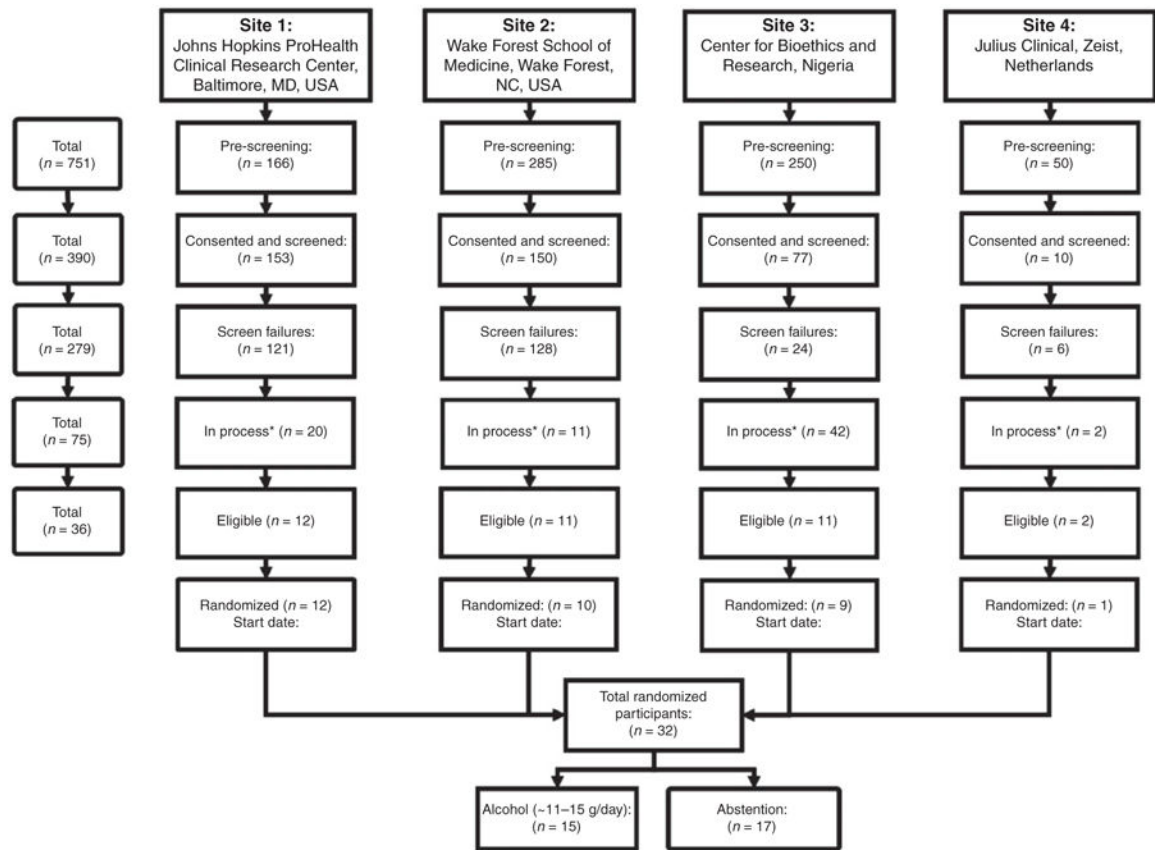 Site 1:
Johns Hopkins ProHealth
Clinical Research Center,
Baltimore, MD, USA
Site 2:
Wake Forest School of
Medicine, Wake Forest,
NC, USA
Site 3:
Center for Bioethics and
Research, Nigeria
Site 4:
Julius Clinical, Zeist,
Netherlands
Total
(n = 751)
Pre-screening:
(n = 166)
Pre-screening:
(n = 285)
Pre-screening:
(n = 250)
Pre-screening:
(n = 50)
Total
(n = 390)
Consented and screened:
(n = 153)
Consented and screened:
(n = 150)
Consented and screened:
(n = 77)
Consented and screened:
(n = 10)
Total
(n = 279)
Screen failures:
(n = 121)
Screen failures:
(n = 128)
Screen failures:
(n = 24)
Screen failures:
(n = 6)
Total
(n = 75)
In process* (n = 20)
In process* (n = 11)
In process* (n = 42)
In process* (n = 2)
Total
(n = 36)
Eligible (n = 12)
Eligible (n = 11)
Eligible (n = 11)
Eligible (n = 2)
Randomized (n = 12)
Start date:
Randomized: (n = 10)
Start date:
Randomized: (n = 9)
Start date:
Randomized: (n = 1)
Start date:
Total randomized
participants:
(n = 32)
Alcohol (~11–15 g/day):
(n = 15)
Abstention:
(n = 17)